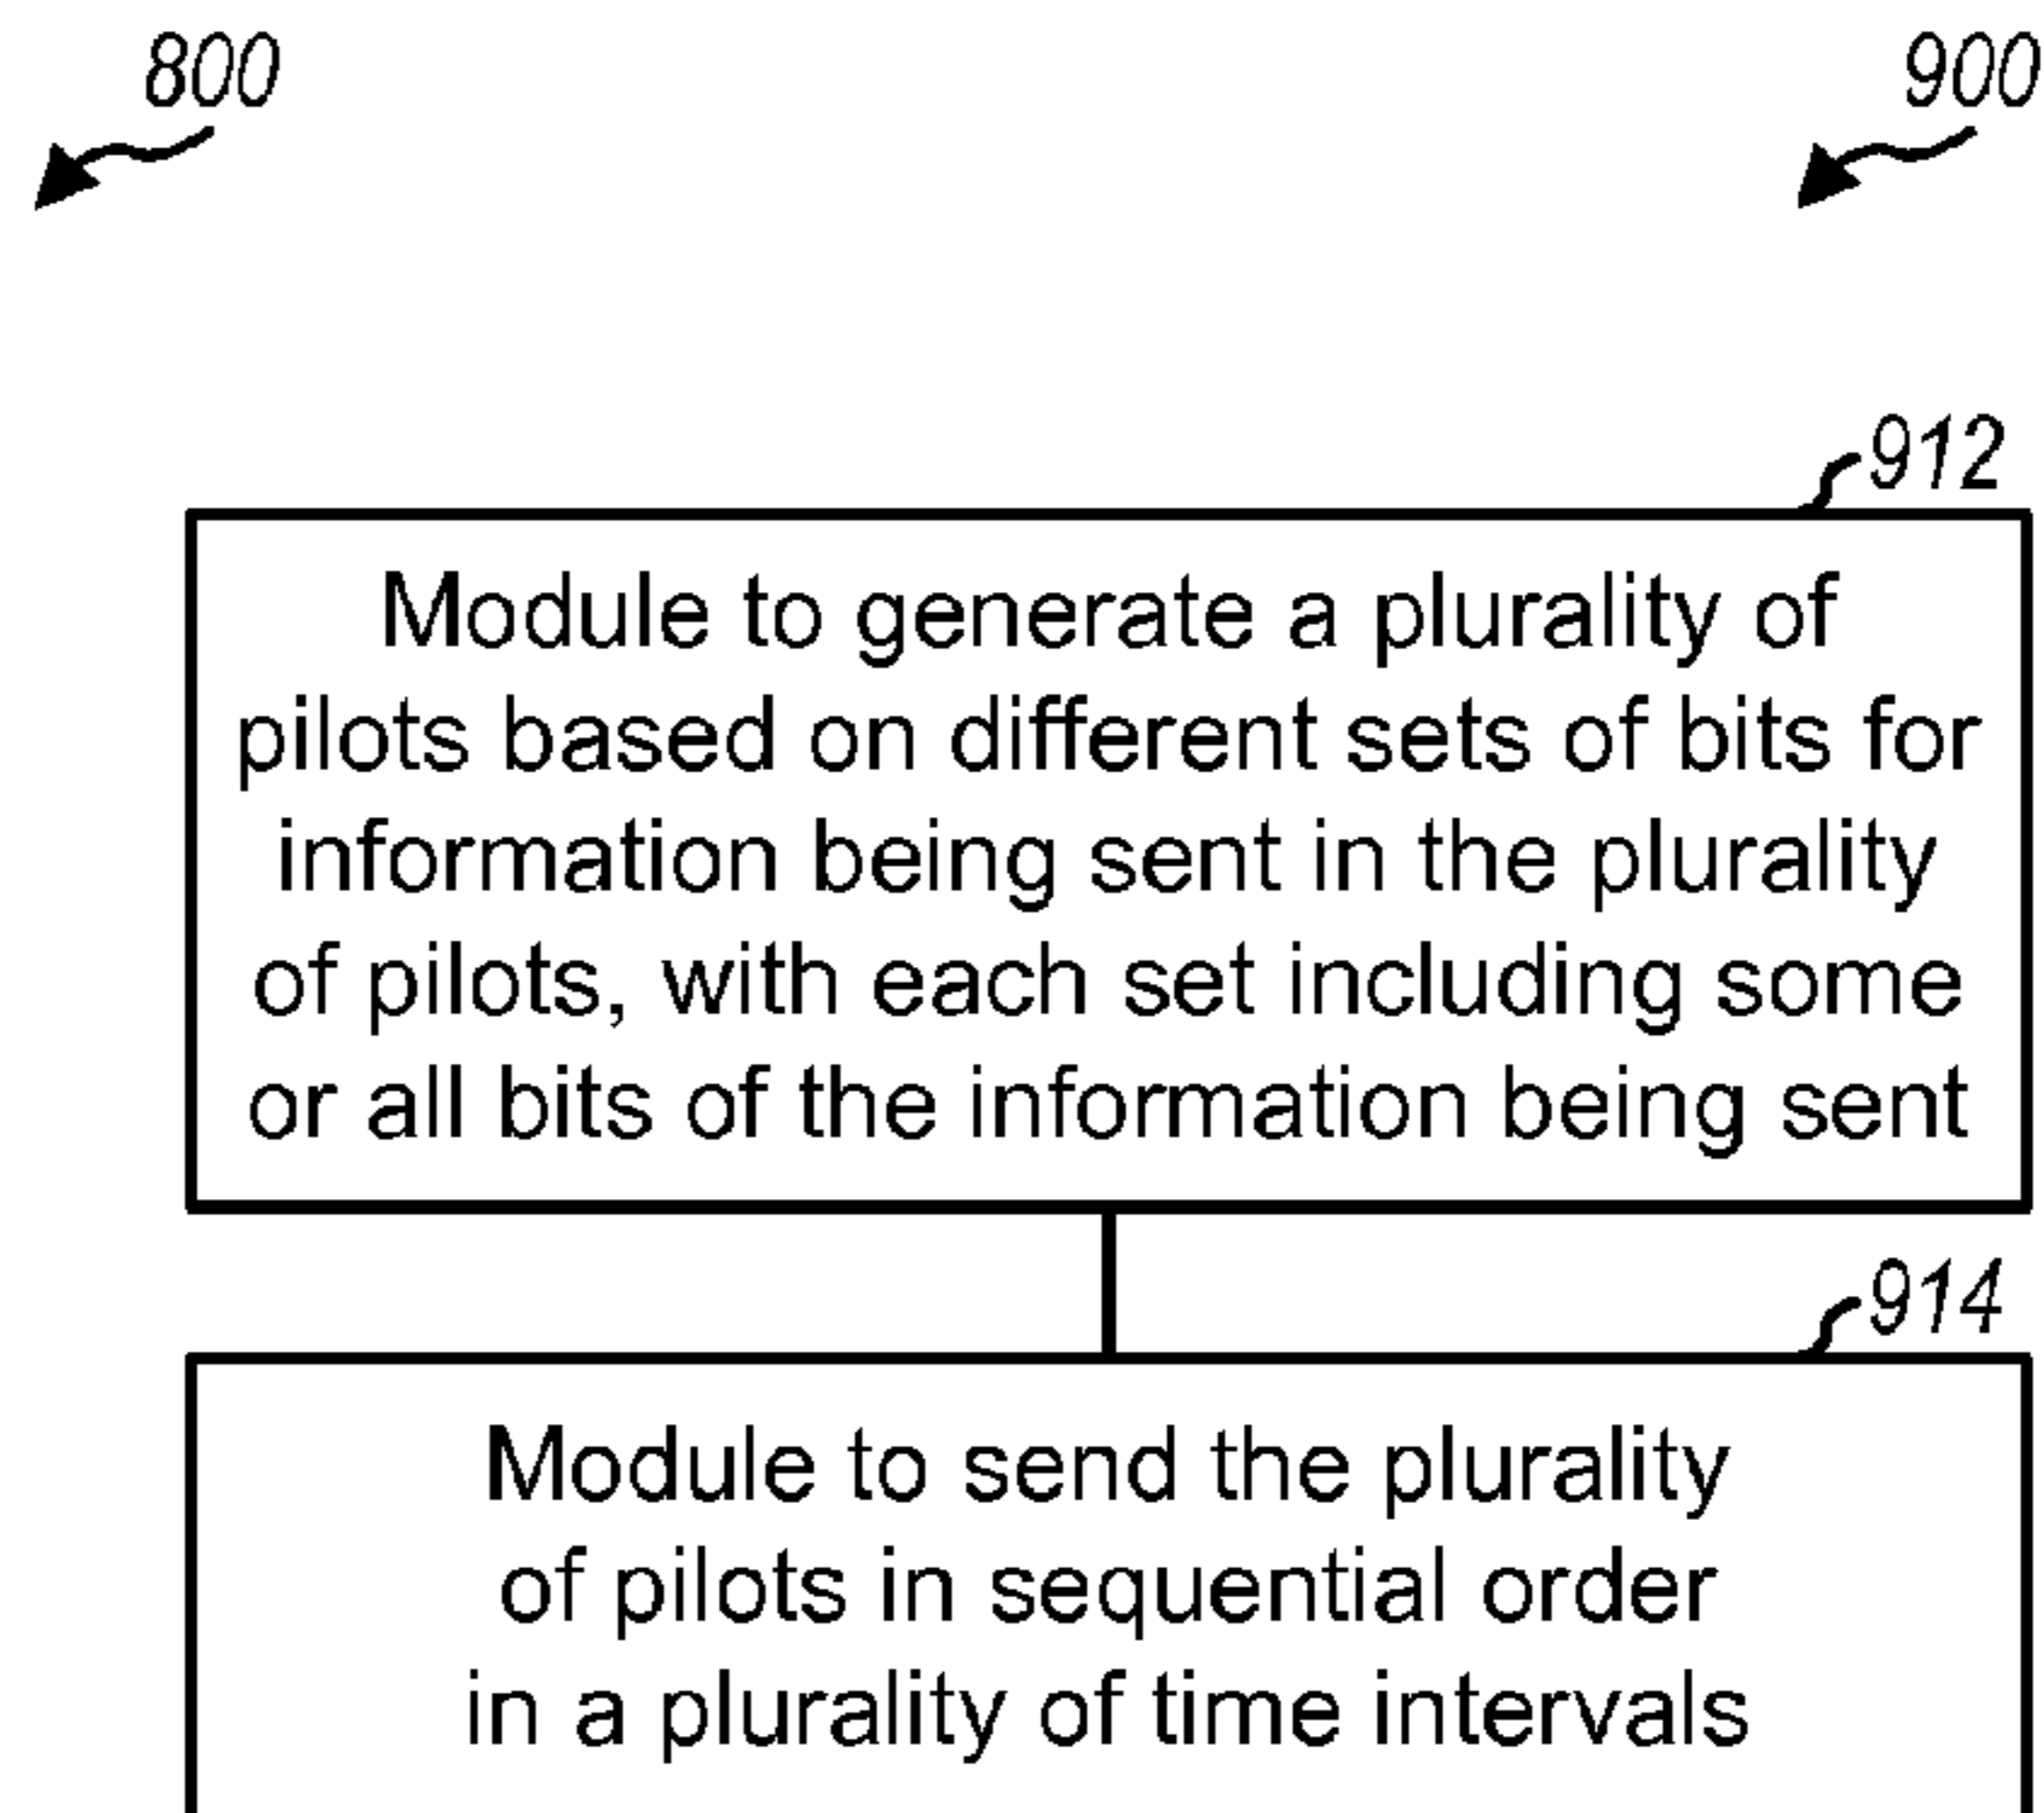 800
900
912
Module to generate a plurality of
pilots based on different sets of bits for
information being sent in the plurality
of pilots, with each set including some
or all bits of the information being sent
914
Module to send the plurality
of pilots in sequential order
in a plurality of time intervals